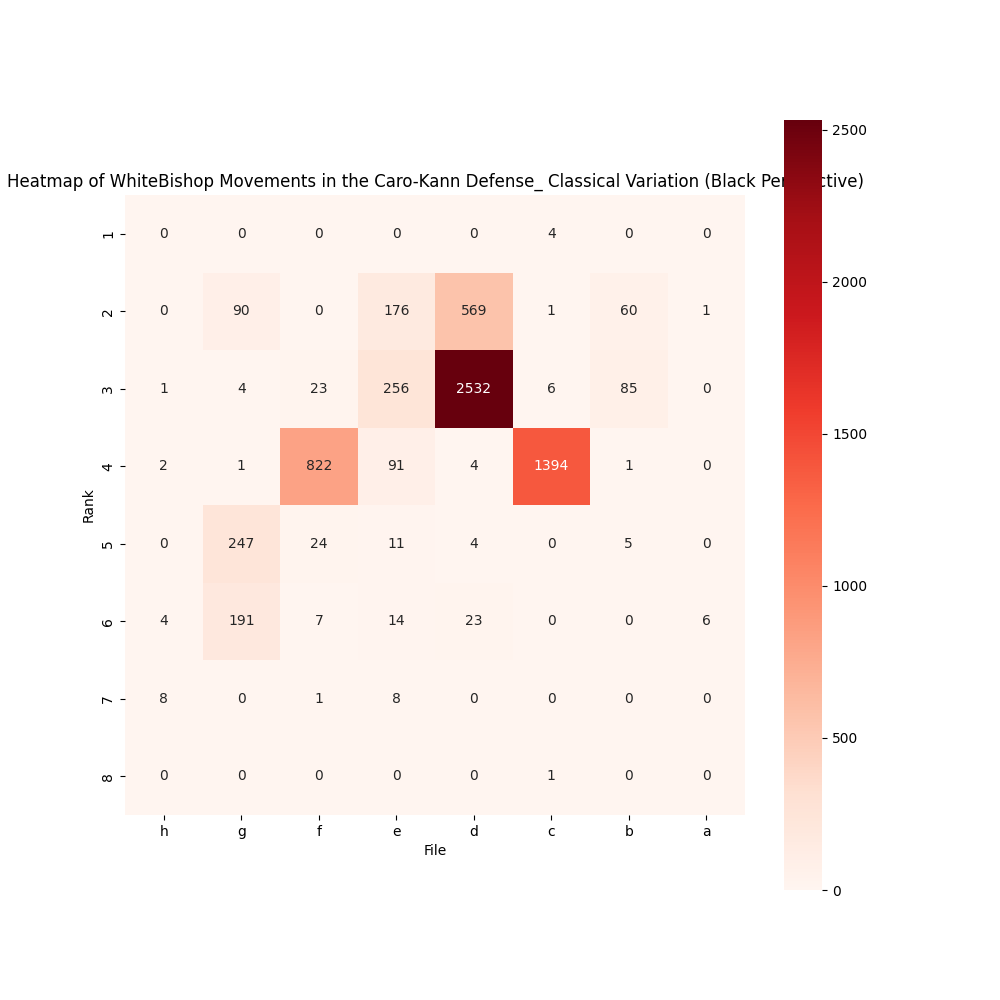 2500
Heatmap of WhiteBishop Movements in the Caro-Kann Defense_ Classical Variation (Black Pe ctive)
1 0 0 0 0 0 4 0 0
2000
2 0 90 0 176 569 1 60 1
3 1 4 23 256 2532 6 85 0
1500
4 2 1 822 91 4 1394 1 0
Rank
5 0 247 24 11 4 0 5 0
1000
6 4 191 7 14 23 0 0 6
7 8 0 1 8 0 0 0 0
500
8 0 0 0 0 0 1 0 0
h g f e d c b a
File
0